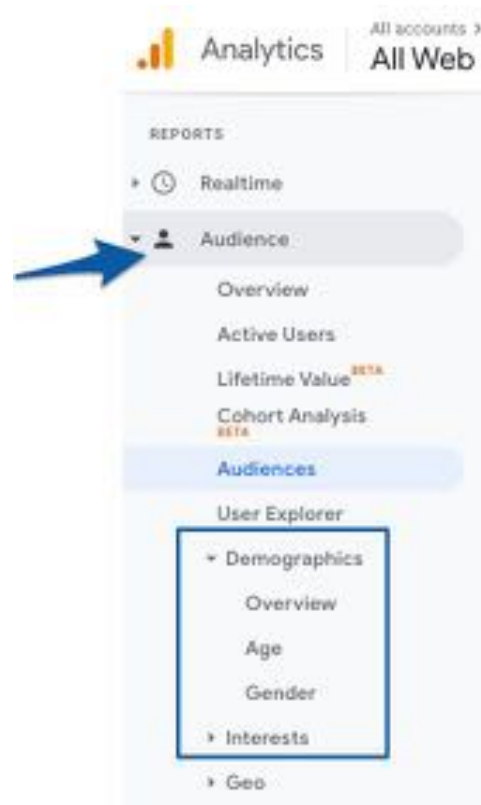 All accounts >
Analytics
All Web
REPORTS
Realtime
Audience
Overview
Active Users
Lifetime Value BETA
Cohort Analysis
BETA
Audiences
User Explorer
Demographics
Overview
Age
Gender
Interests
Geo